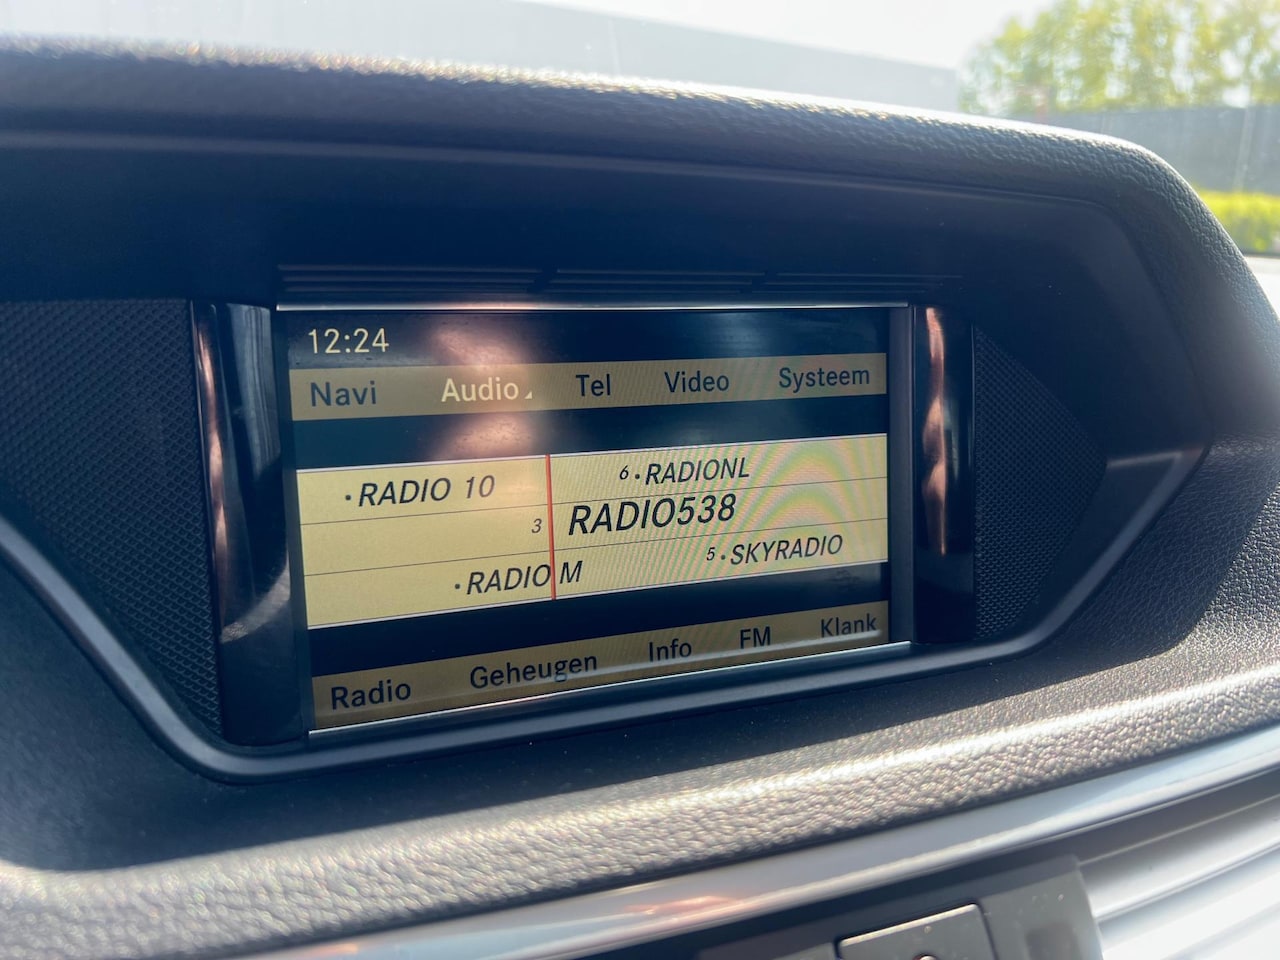 12:24
Navi Audio Tel Video Systeem
6·RADIONL
·RADIO 10
3 RADIO538
5·SKYRADIO
·RADIO M
Radio Geheugen Info FM Klank